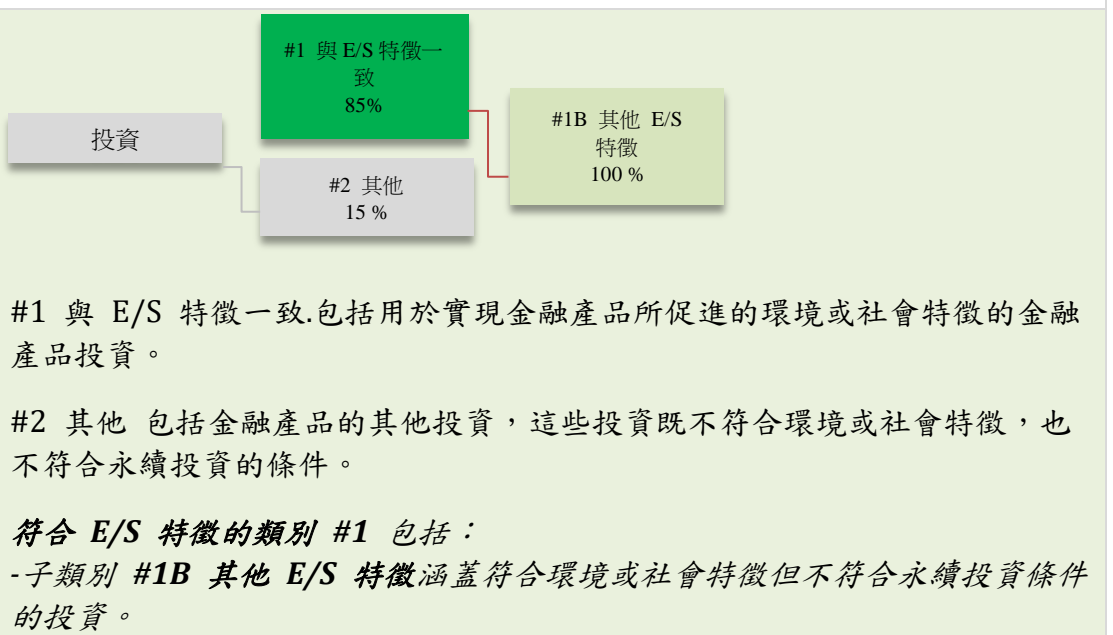 #1 與 E/S 特徵一
致
85%
投資
#1B 其他 E/S
特徵
100 %
#2 其他
15 %
#1 與 E/S 特徵一致.包括用於實現金融產品所促進的環境或社會特徵的金融
產品投資。
#2 其他 包括金融產品的其他投資，這些投資既不符合環境或社會特徵，也
不符合永續投資的條件。
符合 E/S 特徵的類別 #1 包括：
-子類別 #1B 其他 E/S 特徵涵蓋符合環境或社會特徵但不符合永續投資條件
的投資。